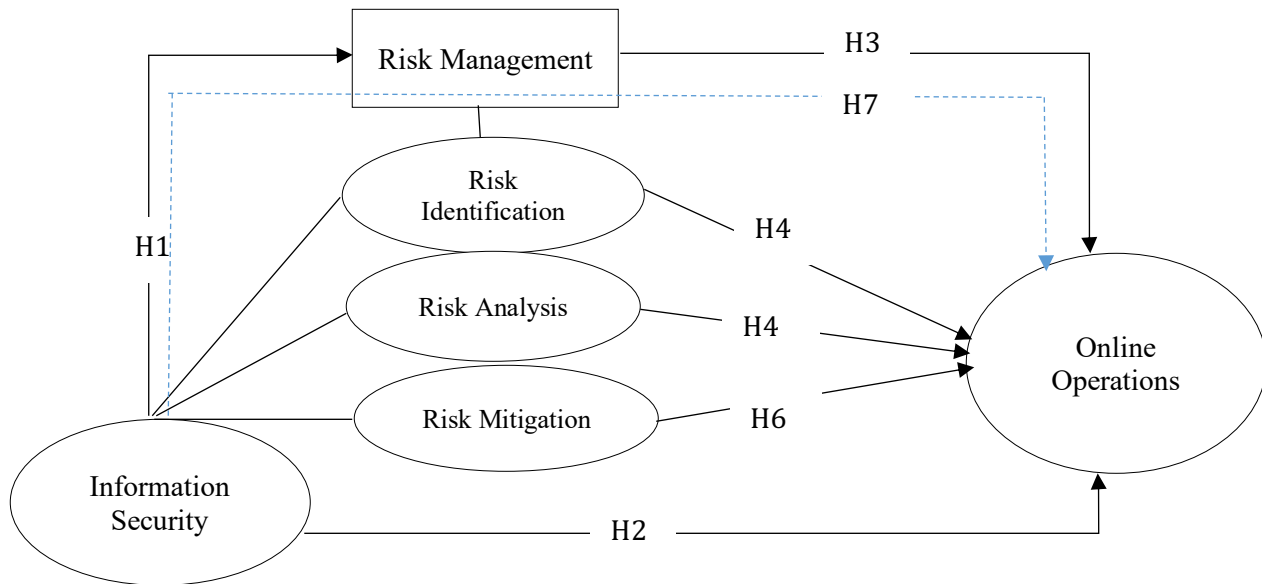 H3
Risk Management
H7
Risk
Identification
H4
H1
Risk Analysis
H4
Online
Operations
Risk Mitigation
H6
Information
Security
H2